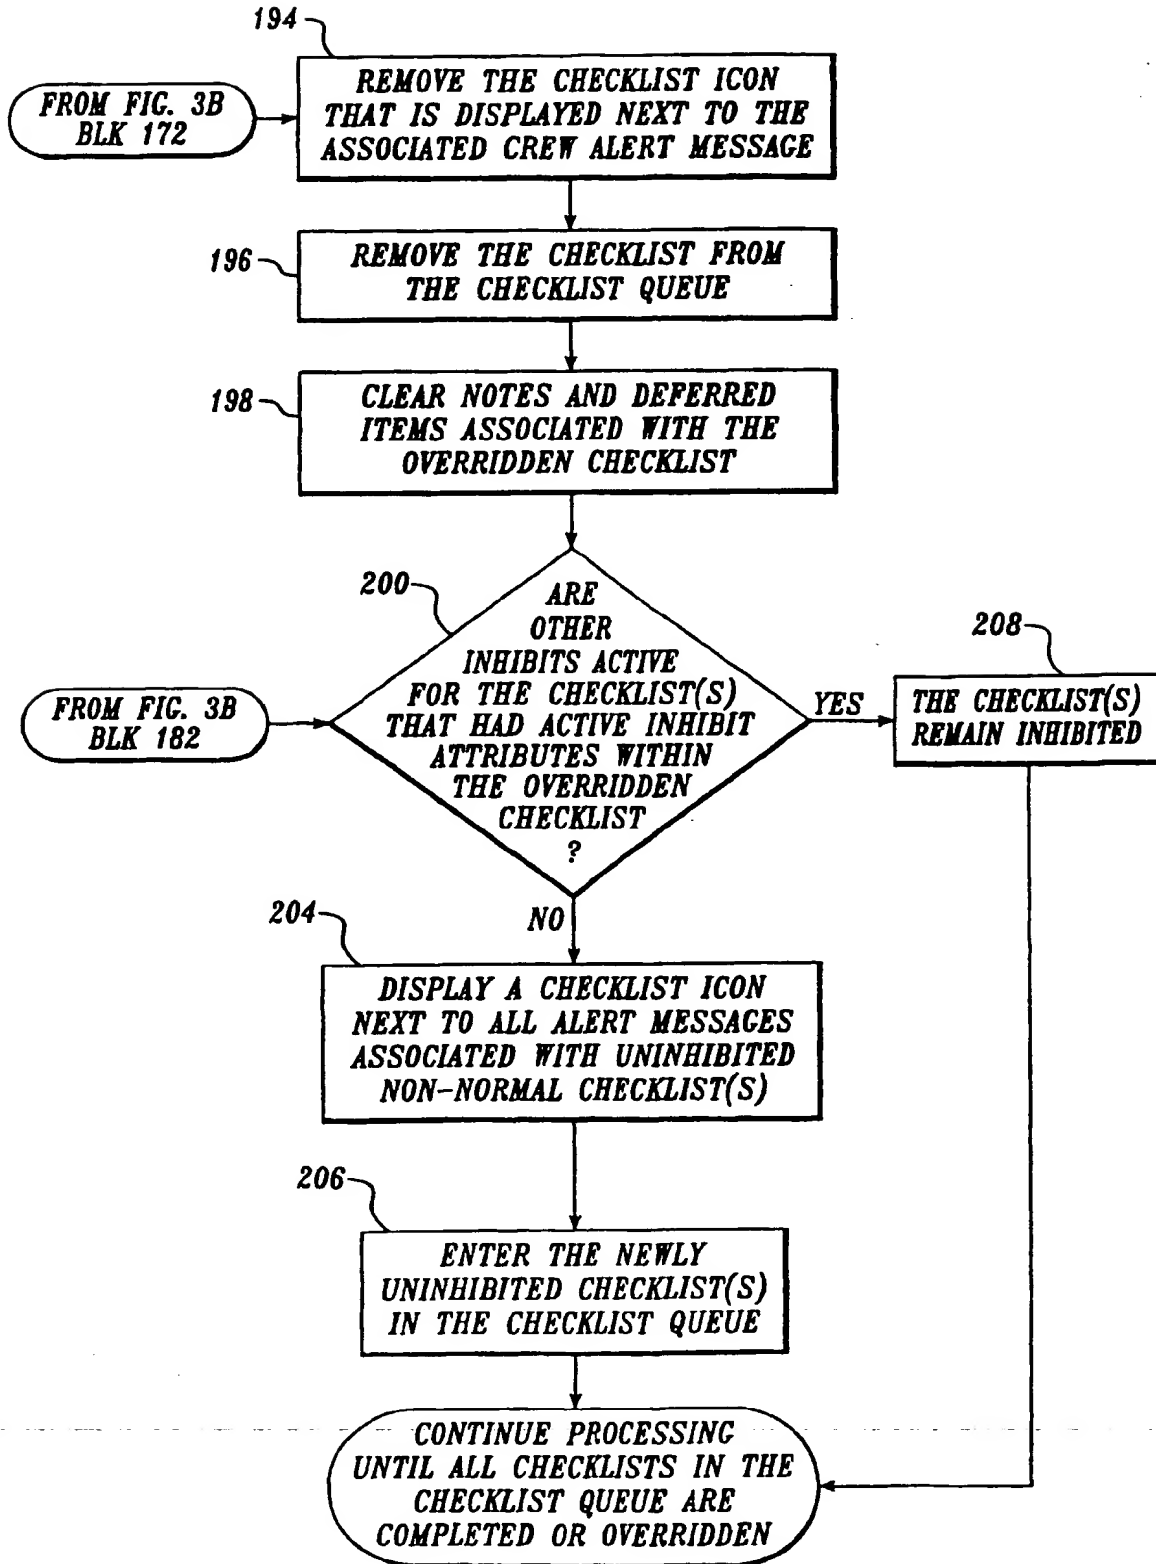 194
FROM FIG. 3B
BLK 172
REMOVE THE CHECKLIST ICON
THAT IS DISPLAYED NEXT TO THE
ASSOCIATED CREW ALERT MESSAGE
196
REMOVE THE CHECKLIST FROM
THE CHECKLIST QUEUE
198
CLEAR NOTES AND DEFERRED
ITEMS ASSOCIATED WITH THE
OVERRIDDEN CHECKLIST
200
FROM FIG. 3B
BLK 182
ARE
OTHER
INHIBITS ACTIVE
FOR THE CHECKLIST(S)
THAT HAD ACTIVE INHIBIT
ATTRIBUTES WITHIN
THE OVERRIDDEN
CHECKLIST
?
YES
208
THE CHECKLIST(S)
REMAIN INHIBITED
NO
204
DISPLAY A CHECKLIST ICON
NEXT TO ALL ALERT MESSAGES
ASSOCIATED WITH UNINHIBITED
NON-NORMAL CHECKLIST(S)
206
ENTER THE NEWLY
UNINHIBITED CHECKLIST(S)
IN THE CHECKLIST QUEUE
CONTINUE PROCESSING
UNTIL ALL CHECKLISTS IN THE
CHECKLIST QUEUE ARE
COMPLETED OR OVERRIDDEN